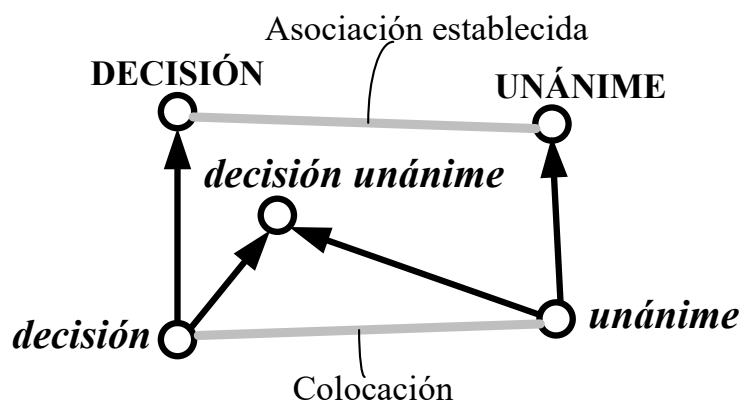 Asociación establecida
DECISIÓN
UNÁNIME
decisión unánime
decisión
unánime
Colocación